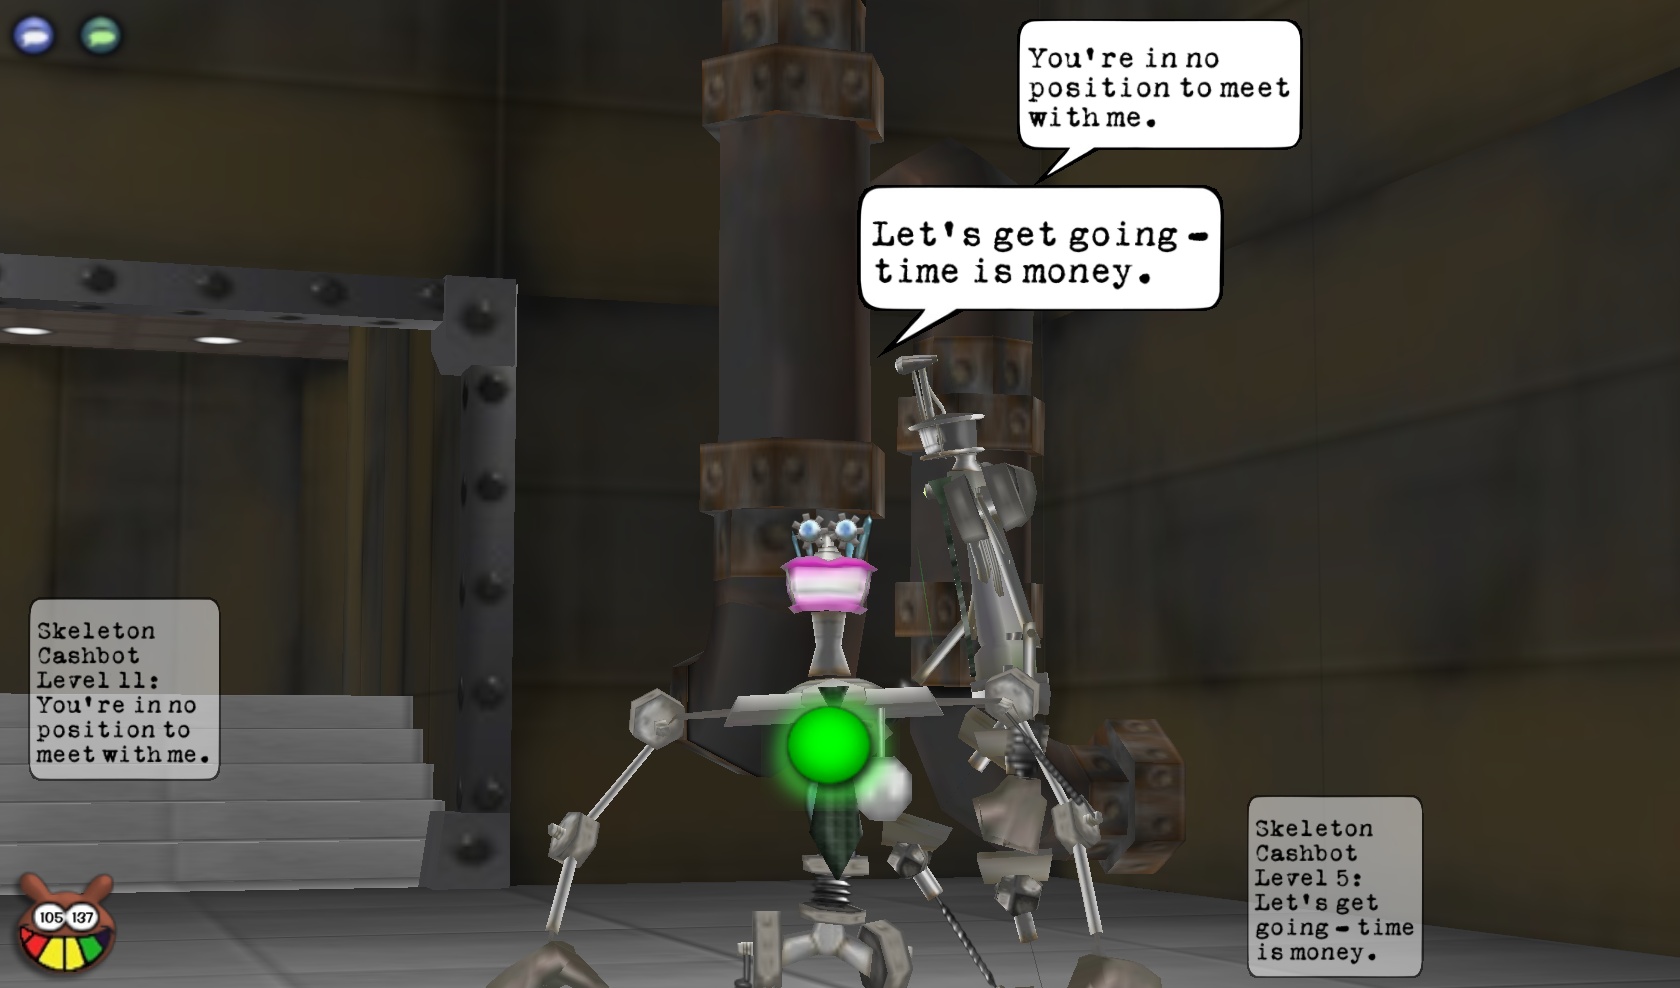 You're in no
position to meet
with me.
Let's get going -
time is money.
Skeleton
Cashbot
Level 11:
You're in no
position to
meet with me.
Skeleton
Cashbot
Level 5:
Let's get
going - time
is money.
105 137